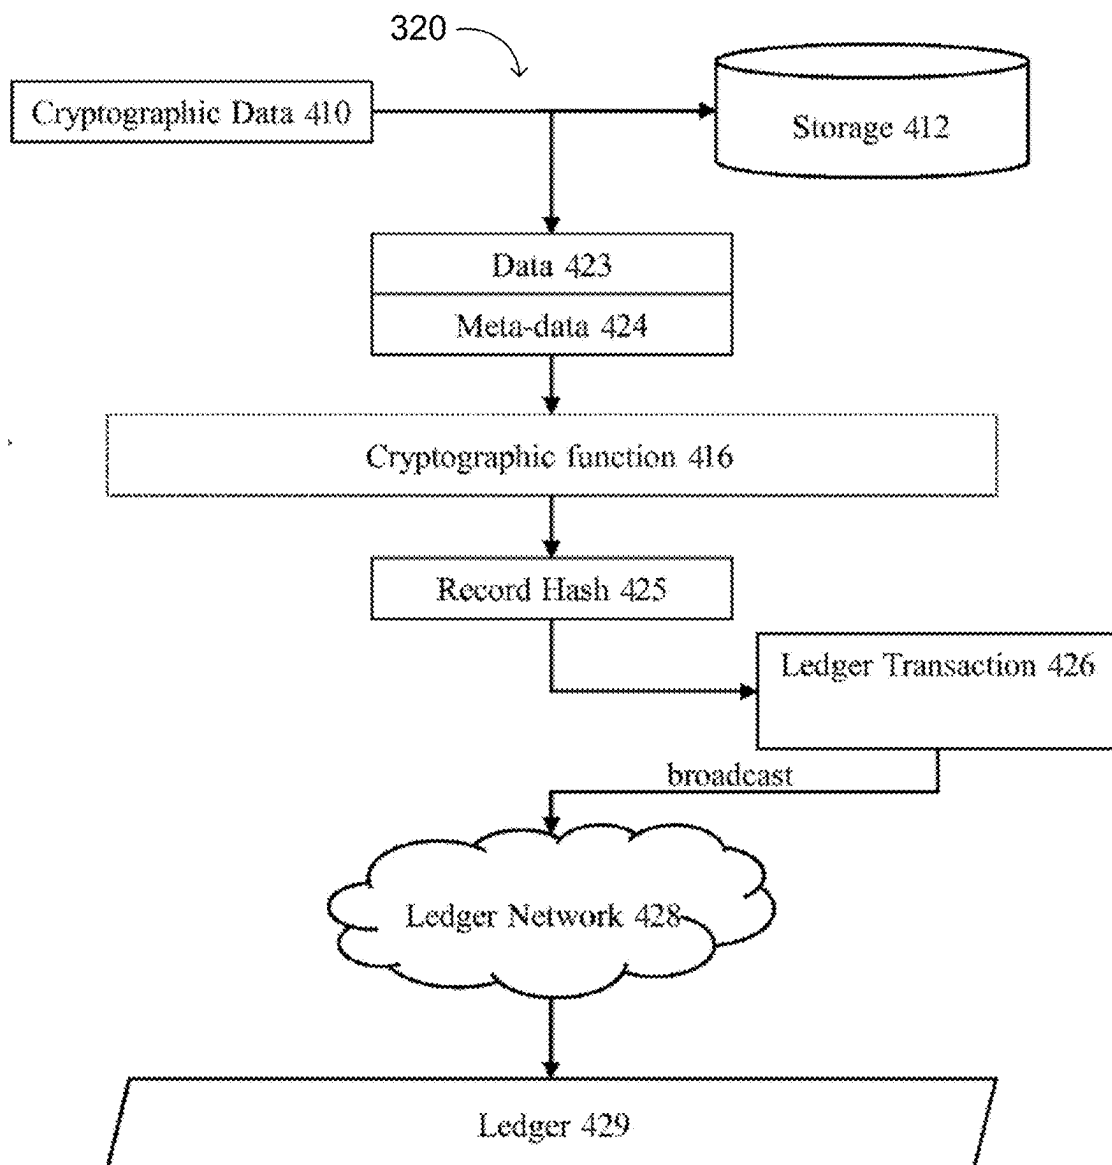 320
Cryptographic Data 410
Storage 412
Data 423
Meta-data 424
Cryptographic function 416
Record Hash 425
Ledger Transaction 426
broadcast
Ledger Network 428
Ledger 429